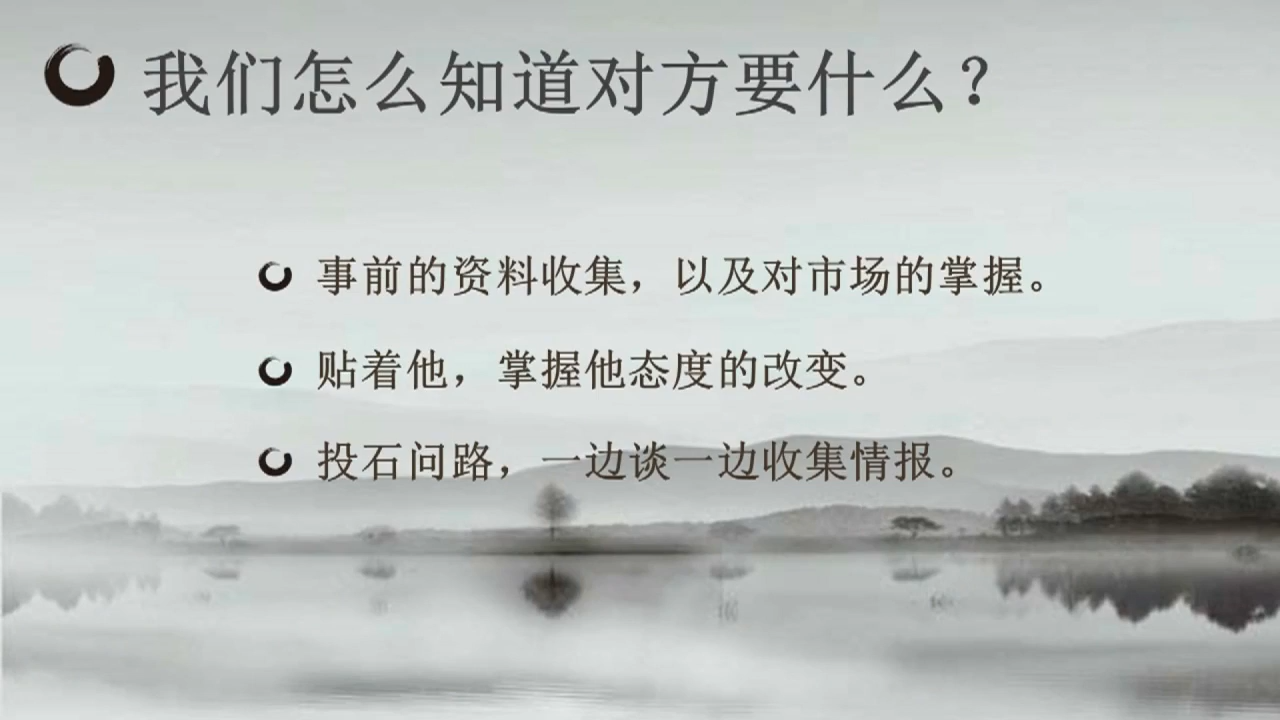 我们怎么知道对方要什么？
事前的资料收集，以及对市场的掌握。
贴着他，掌握他态度的改变。
投石问路，一边谈一边收集情报。